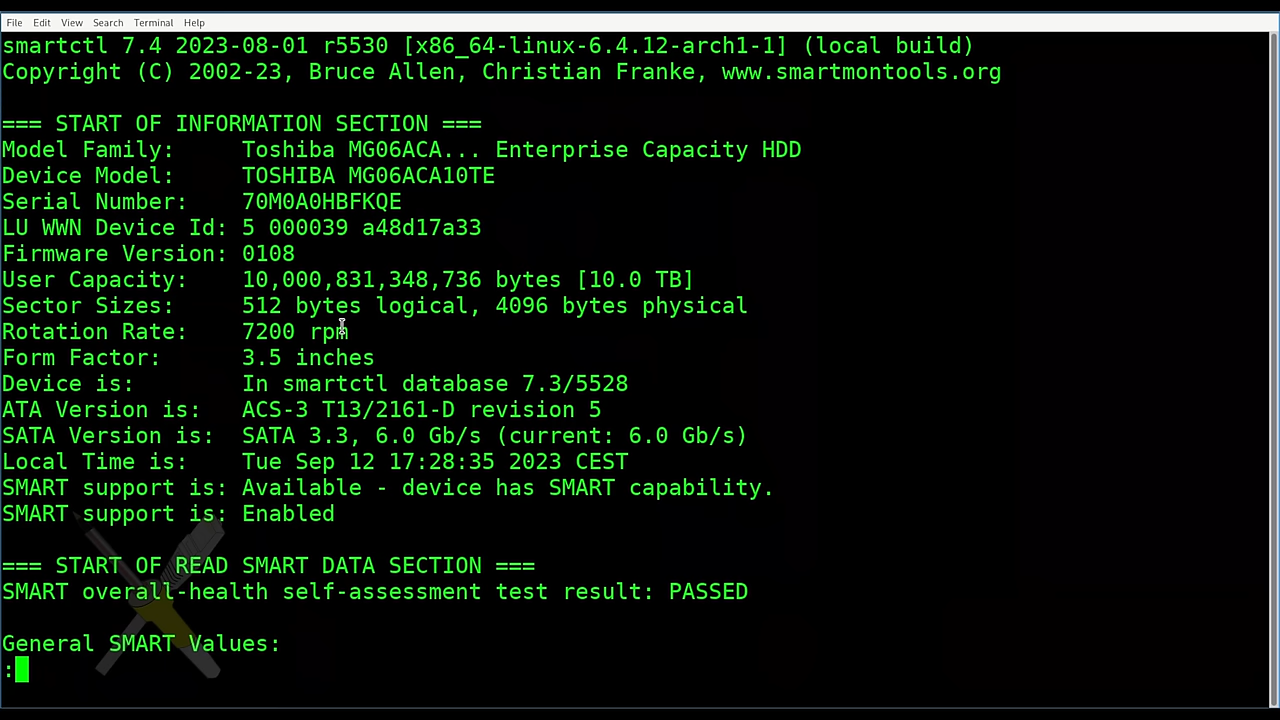 File Edit View Search Terminal Help
smartctl 7.4 2023-08-01 r5530 [x86_64-linux-6.4.12-arch1-1] (local build)
Copyright (C) 2002-23, Bruce Allen, Christian Franke, www.smartmontools.org
=== START OF INFORMATION SECTION ===
Model Family:     Toshiba MG06ACA... Enterprise Capacity HDD
Device Model:     TOSHIBA MG06ACA10TE
Serial Number:    70M0A0HBFKQE
LU WWN Device Id: 5 000039 a48d17a33
Firmware Version: 0108
User Capacity:    10,000,831,348,736 bytes [10.0 TB]
Sector Sizes:     512 bytes logical, 4096 bytes physical
Rotation Rate:    7200 rpm
Form Factor:      3.5 inches
Device is:        In smartctl database 7.3/5528
ATA Version is:   ACS-3 T13/2161-D revision 5
SATA Version is:  SATA 3.3, 6.0 Gb/s (current: 6.0 Gb/s)
Local Time is:    Tue Sep 12 17:28:35 2023 CEST
SMART support is: Available - device has SMART capability.
SMART support is: Enabled
=== START OF READ SMART DATA SECTION ===
SMART overall-health self-assessment test result: PASSED
General SMART Values:
: